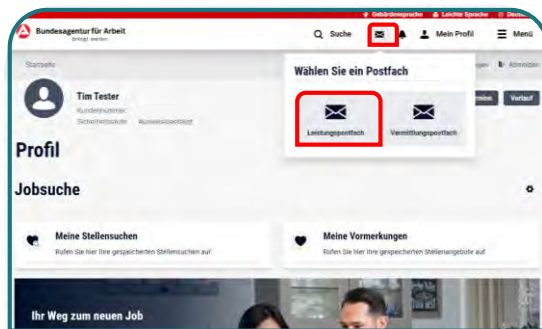 Gebärdensprache Leichte Sprache Deutsch
Bundesagentur für Arbeit
bringt weiter.
Suche Mein Profil Menü
Startseite
Abmelden
Wählen Sie ein Postfach
Leistungspostfach Vermittlungspostfach
Tim Tester
Kundennummer
Verlauf
Profil
Jobsuche
Meine Stellensuchen
Rufen Sie hier Ihre gespeicherten Stellensuchen auf.
Meine Vormerkungen
Rufen Sie hier Ihre gespeicherten Stellenangebote auf.
Ihr Weg zum neuen Job